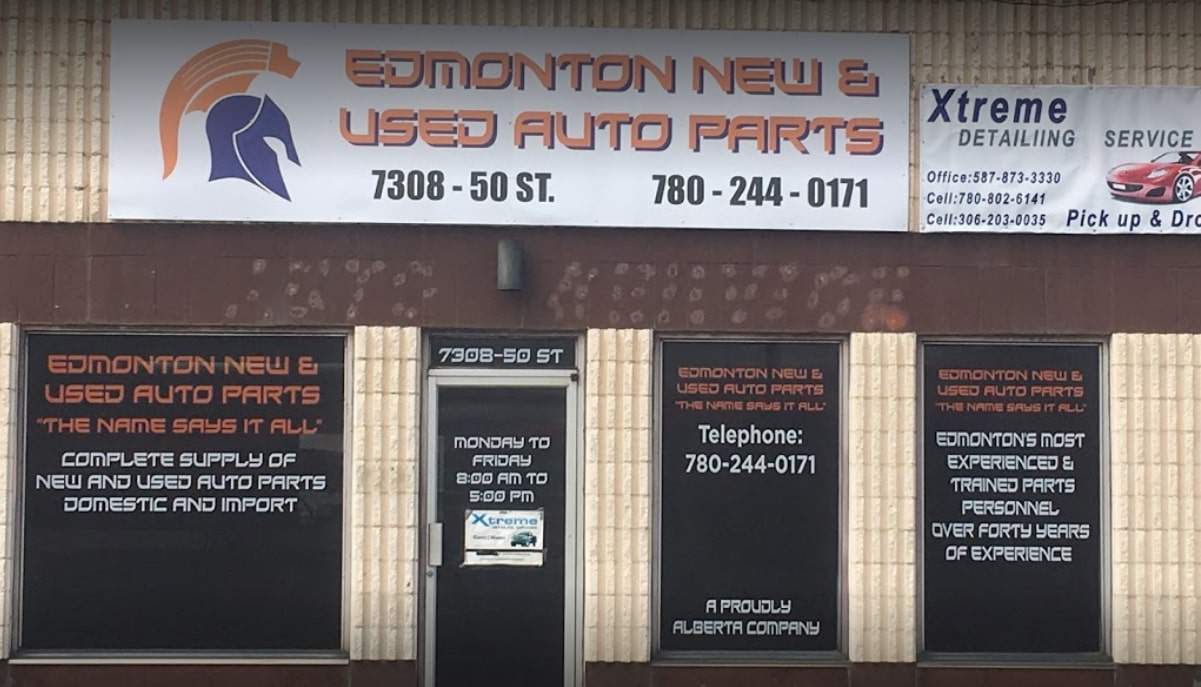 EDMONTON NEW &
USED AUTO PARTS
7308 - 50 ST. 780 - 244 - 0171
Xtreme
DETAILIING SERVICE
Office:587-873-3330
Cell:780-802-6141
Cell:306-203-0035
Pick up &
EDMONTON NEW &
USED AUTO PARTS
"THE NAME SAYS IT ALL"
COMPLETE SUPPLY OF
NEW AND USED AUTO PARTS
DOMESTIC AND IMPORT
7308-50 ST
MONDAY TO
FRIDAY
8:00 AM TO
5:00 PM
Xtreme
EDMONTON NEW &
USED AUTO PARTS
"THE NAME SAYS IT ALL"
Telephone:
780-244-0171
A PROUDLY
ALBERTA COMPANY
EDMONTON NEW &
USED AUTO PARTS
"THE NAME SAYS IT ALL"
EDMONTON'S MOST
EXPERIENCED &
TRAINED PARTS
PERSONNEL
OVER FORTY YEARS
OF EXPERIENCE